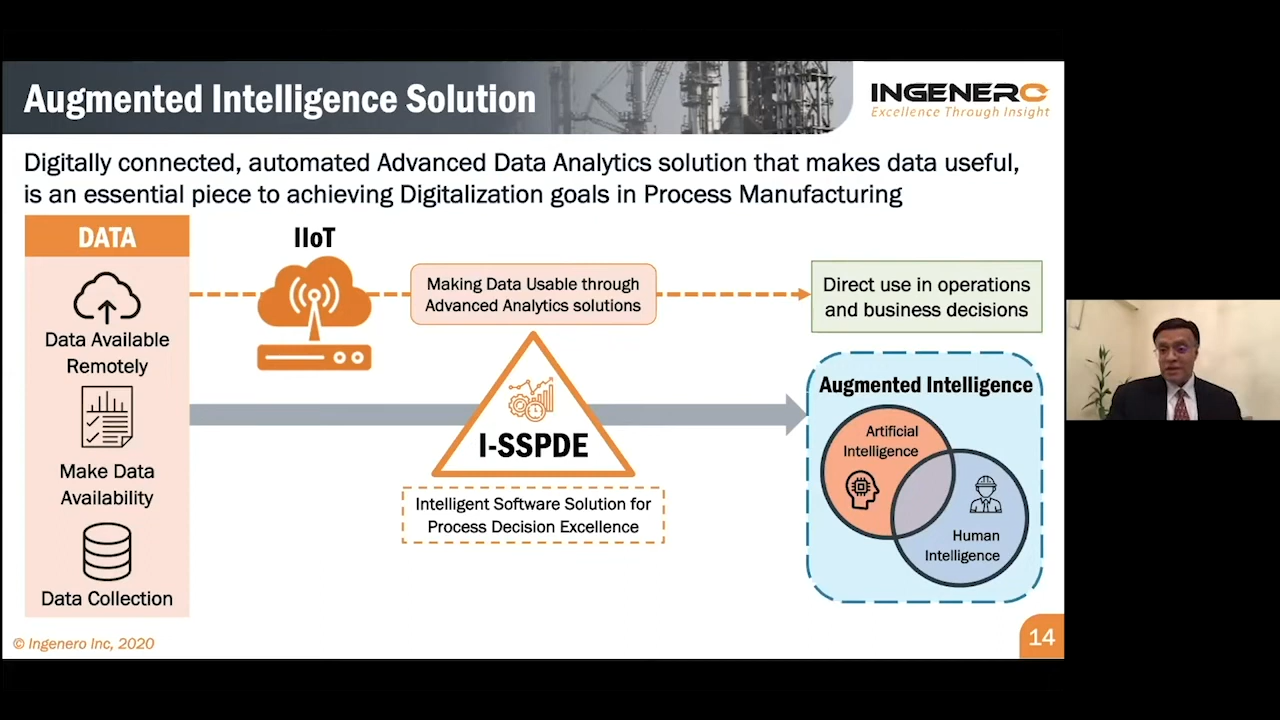 Augmented Intelligence Solution
INGENERO
Excellence Through Insight
Digitally connected, automated Advanced Data Analytics solution that makes data useful,
is an essential piece to achieving Digitalization goals in Process Manufacturing
DATA
Data Available
Remotely
Make Data
Availability
Data Collection
IIoT
Making Data Usable through
Advanced Analytics solutions
I-SSPDE
Intelligent Software Solution for
Process Decision Excellence
Direct use in operations
and business decisions
Augmented Intelligence
Artificial
Intelligence
Human
Intelligence
© Ingenero Inc, 2020
14